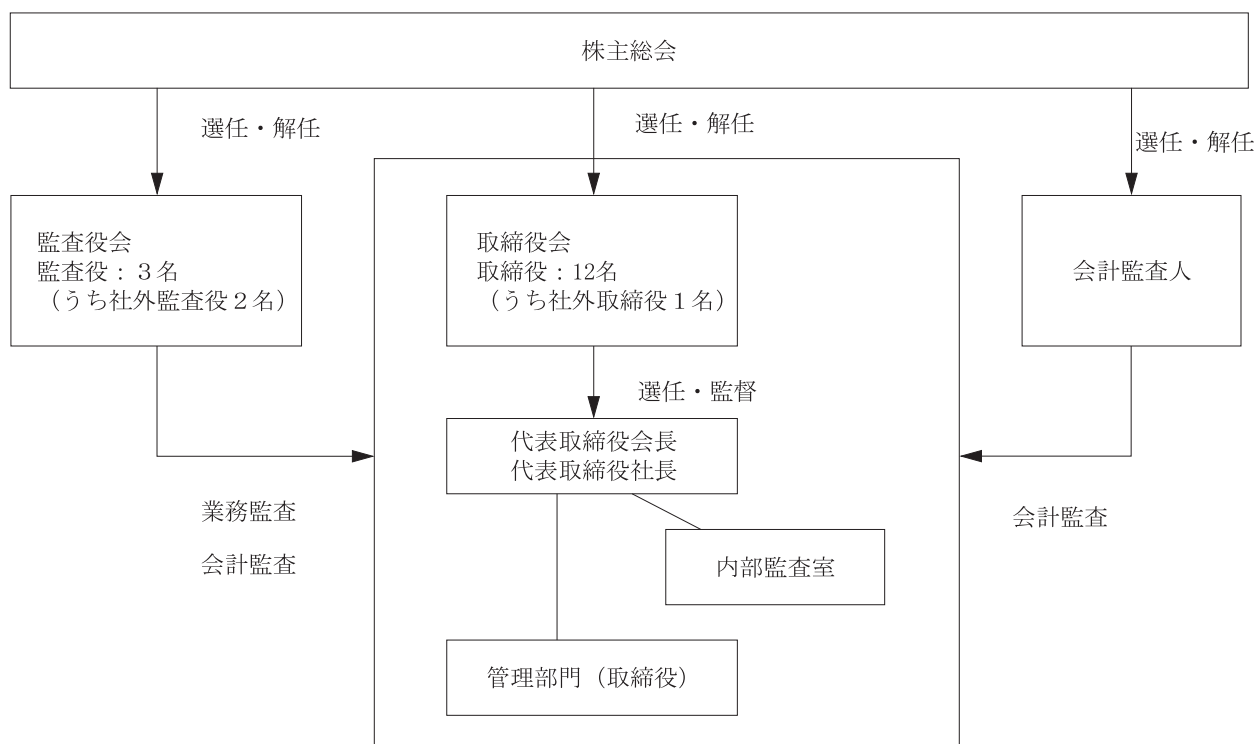 株主総会
選任・解任
選任・解任
選任・解任
監査役会
監査役：３名
（うち社外監査役２名）
取締役会
取締役：12名
（うち社外取締役１名）
会計監査人
選任・監督
代表取締役会長
代表取締役社長
業務監査
会計監査
会計監査
内部監査室
管理部門（取締役）